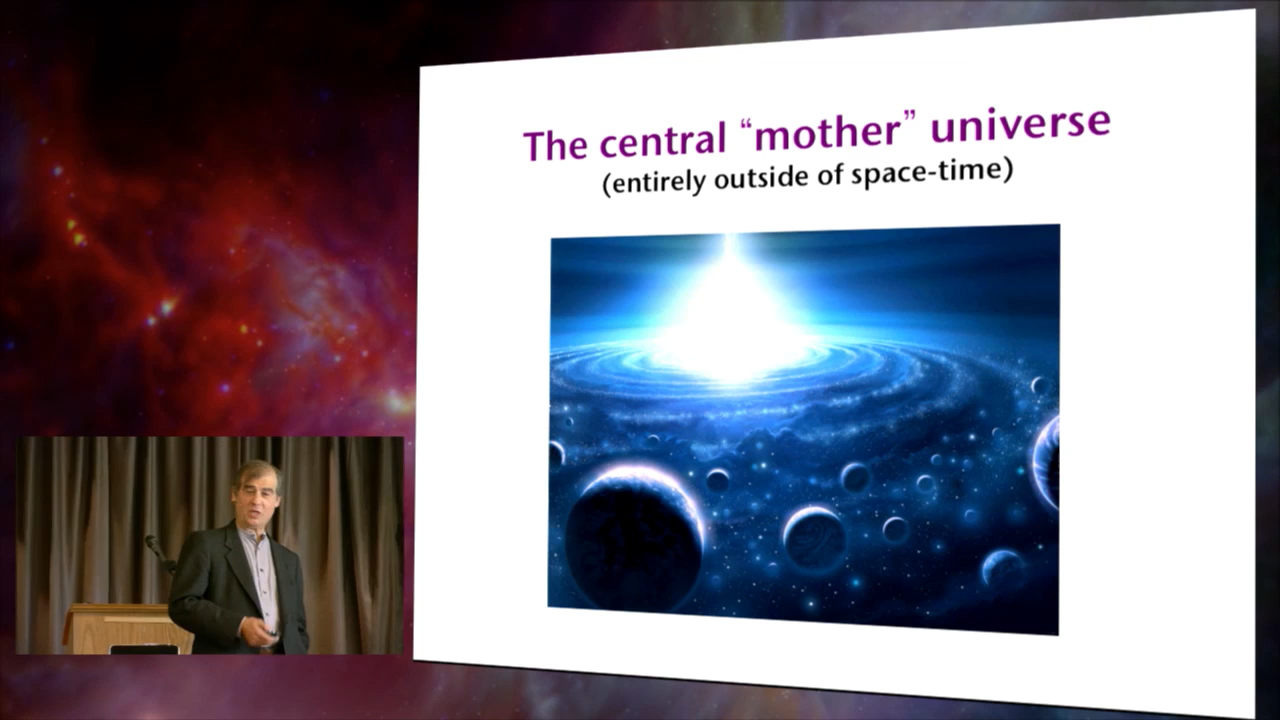 The central “mother” universe
(entirely outside of space-time)